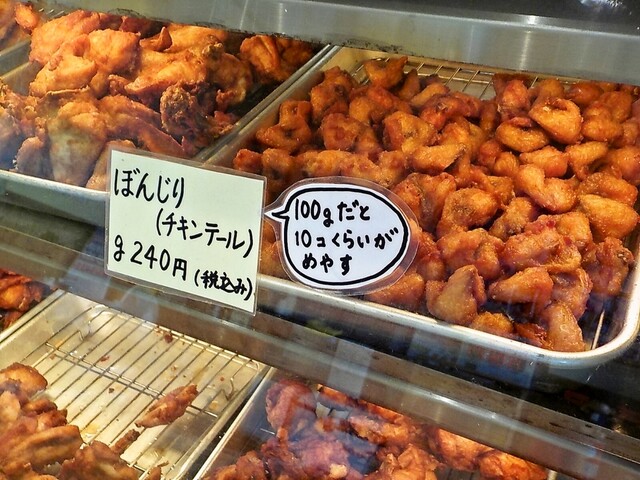 ぼんじり
(チキンテール)
g240円(税込み)
100gだと
10コくらいが
めやす